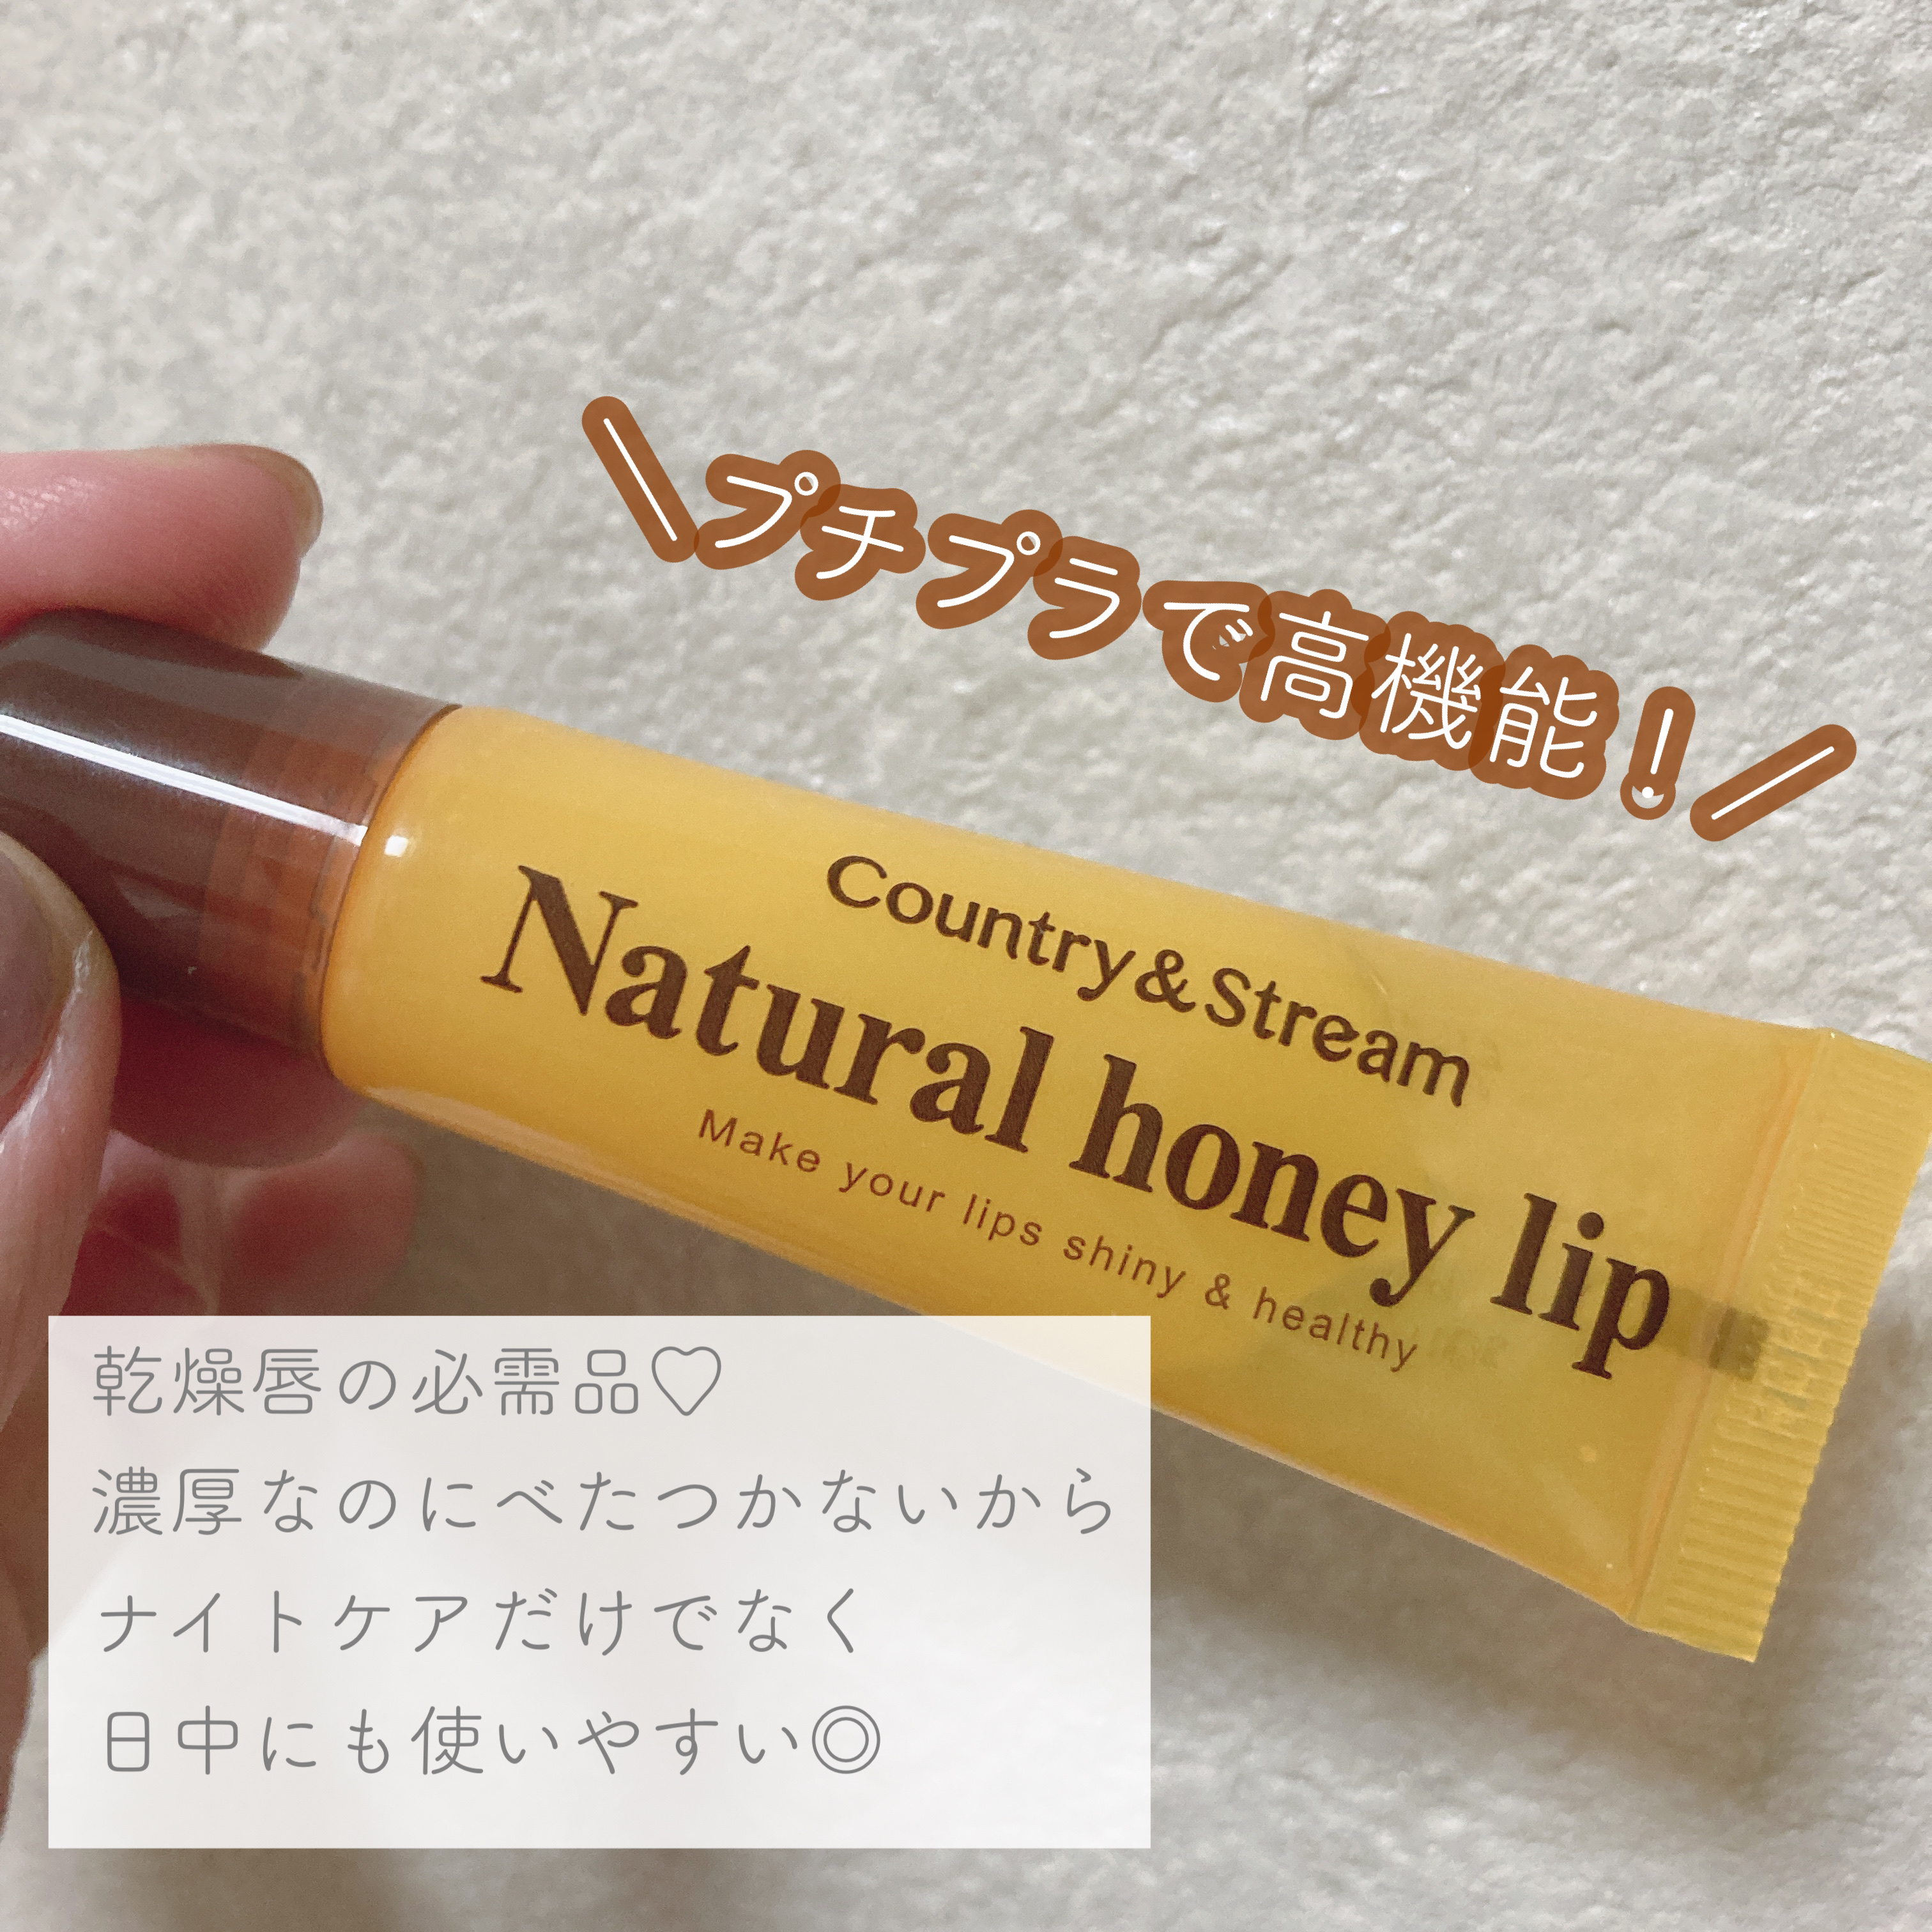 ＼プチプラで高機能！／
Country&Stream
Natural honey lip
Make your lips shiny & healthy
乾燥唇の必需品♡
濃厚なのにべたつかないから
ナイトケアだけでなく
日中にも使いやすい◎